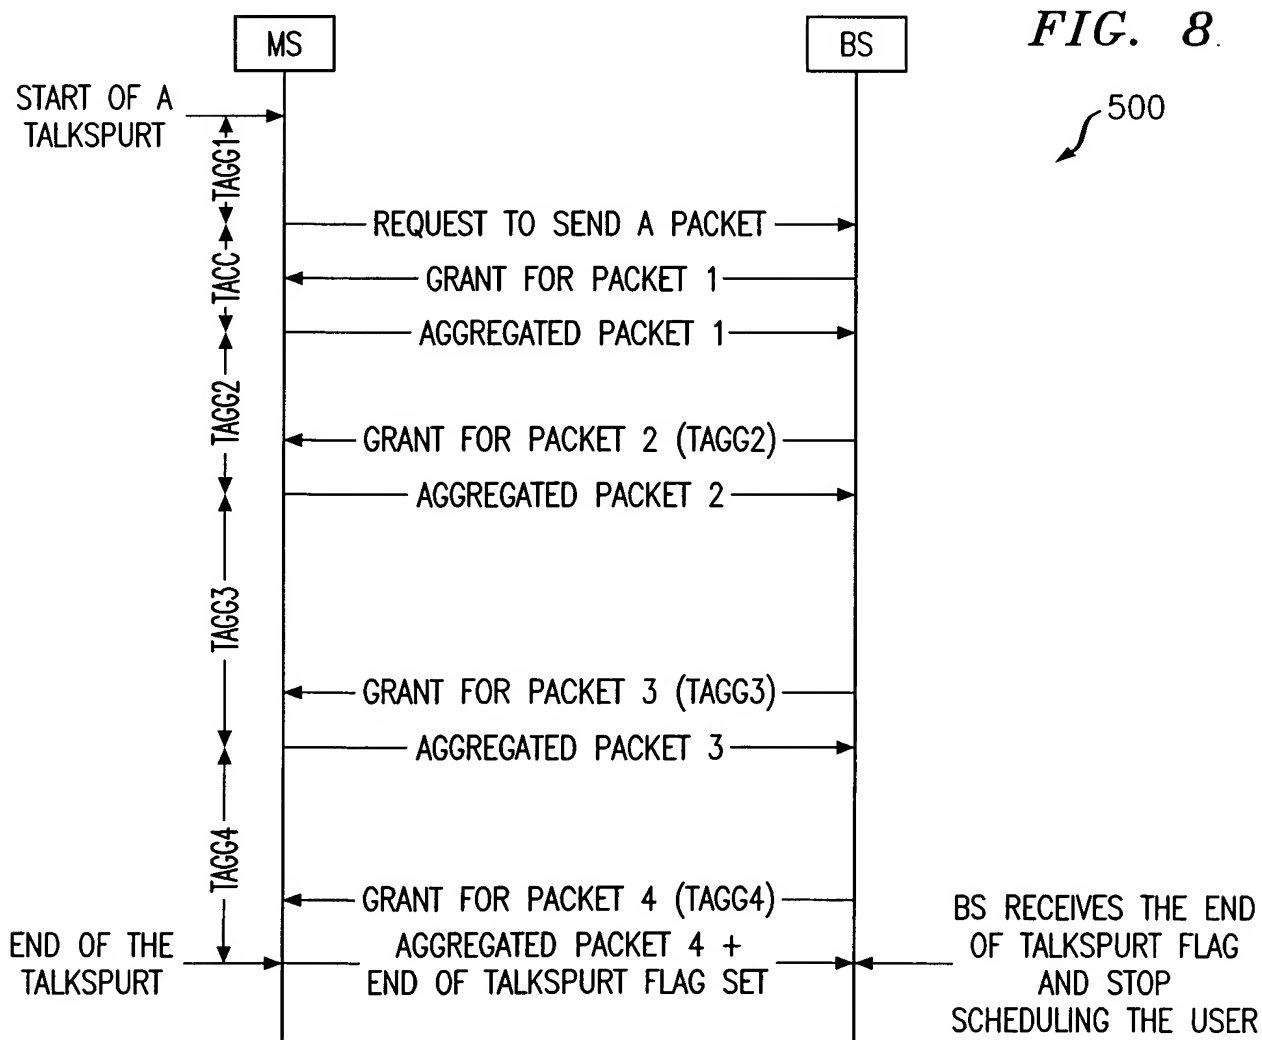 MS
BS
FIG. 8
500
START OF A
TALKSPURT
TAGG1
REQUEST TO SEND A PACKET
TACC
GRANT FOR PACKET 1
AGGREGATED PACKET 1
TAGG2
GRANT FOR PACKET 2 (TAGG2)
AGGREGATED PACKET 2
TAGG3
GRANT FOR PACKET 3 (TAGG3)
AGGREGATED PACKET 3
TAGG4
GRANT FOR PACKET 4 (TAGG4)
END OF THE
TALKSPURT
AGGREGATED PACKET 4 +
END OF TALKSPURT FLAG SET
BS RECEIVES THE END
OF TALKSPURT FLAG
AND STOP
SCHEDULING THE USER